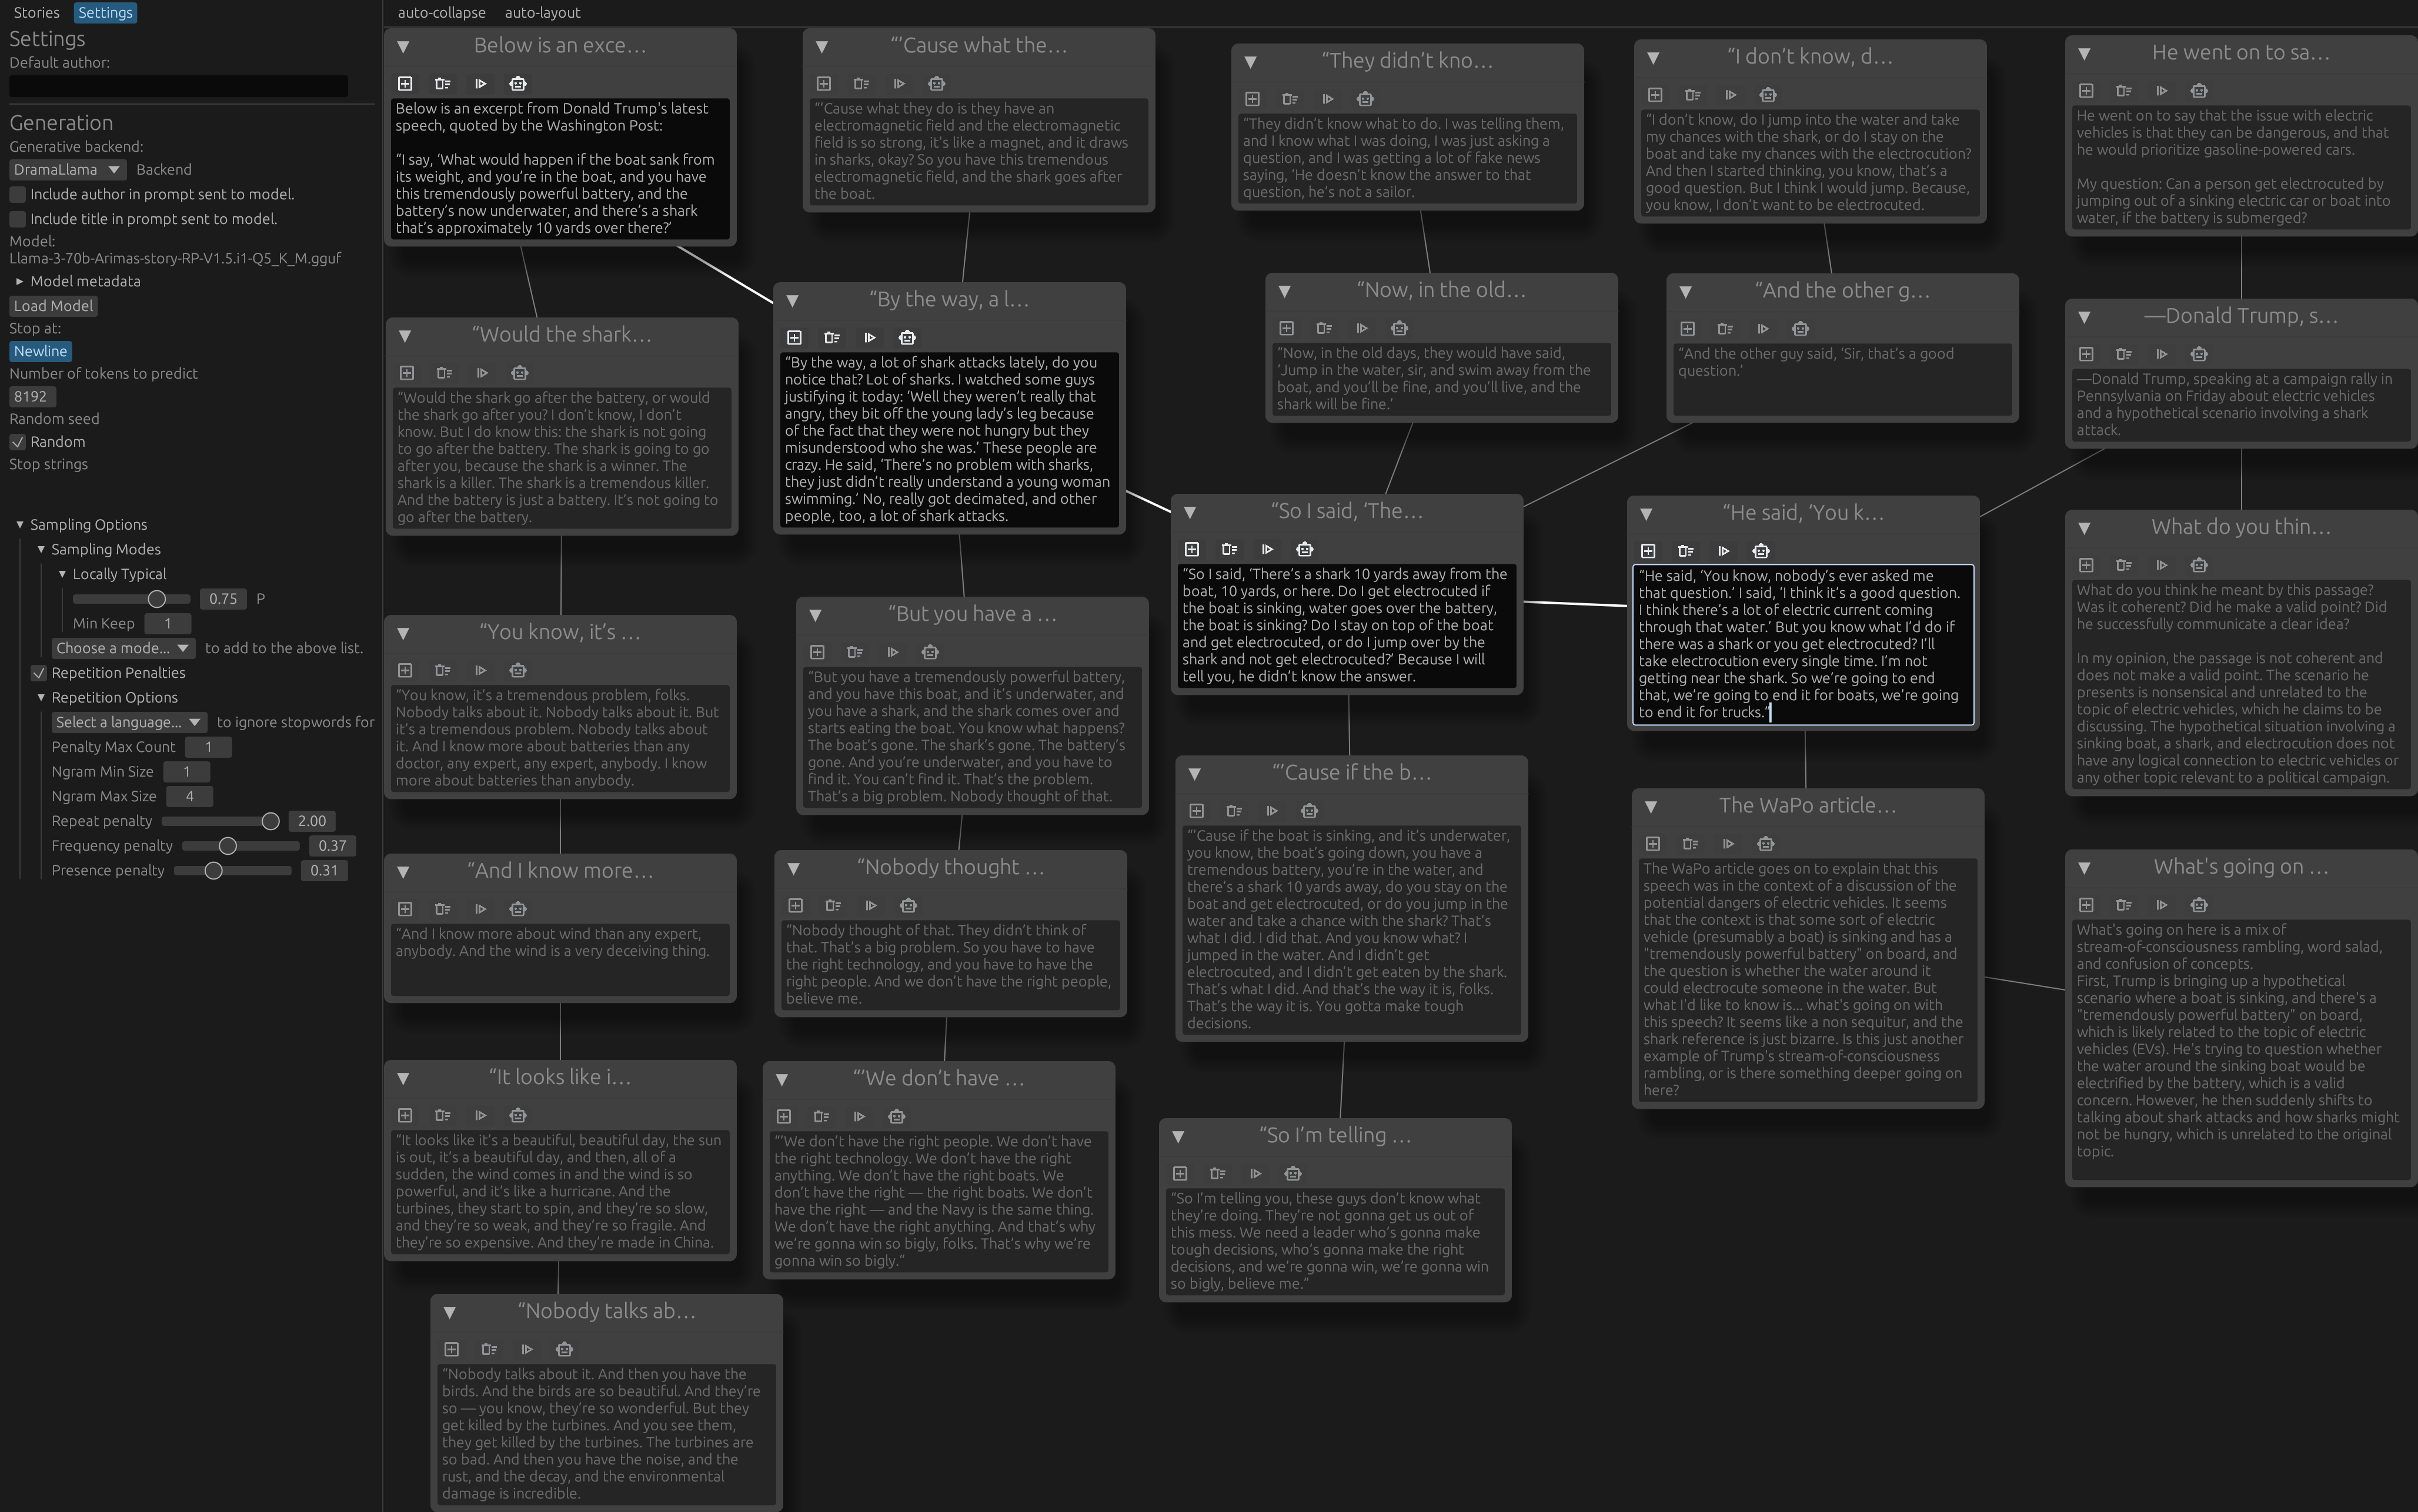 Stories Settings
Settings
Default author:
Generation
Generative backend:
DramaLlama ▼ Backend
Include author in prompt sent to model.
Include title in prompt sent to model.
Model:
Llama-3-70b-Arimas-story-RP-V1.5.i1-Q5_K_M.gguf
Model metadata
Load Model
Stop at:
Newline
Number of tokens to predict
8192
Random seed
Random
Stop strings
Sampling Options
Sampling Modes
Locally Typical
0.75 P
Min Keep 1
Choose a mode... ▼ to add to the above list.
Repetition Penalties
Repetition Options
Select a language... ▼ to ignore stopwords for
Penalty Max Count 1
Ngram Min Size 1
Ngram Max Size 4
Repeat penalty 2.00
Frequency penalty 0.37
Presence penalty 0.31
auto-collapse auto-layout
Below is an exce…
Below is an excerpt from Donald Trump's latest
speech, quoted by the Washington Post:
“I say, ‘What would happen if the boat sank from
its weight, and you’re in the boat, and you have
this tremendously powerful battery, and the
battery’s now underwater, and there’s a shark
that’s approximately 10 yards over there?’
“Would the shark…
“Would the shark go after the battery, or would
the shark go after you? I don’t know, I don’t
know. But I do know this: the shark is not going
to go after the battery. The shark is going to go
after you, because the shark is a winner. The
shark is a killer. The shark is a tremendous killer.
And the battery is just a battery. It’s not going to
go after the battery.
“You know, it’s …
“You know, it’s a tremendous problem, folks.
Nobody talks about it. Nobody talks about it. But
it’s a tremendous problem. Nobody talks about
it. And I know more about batteries than any
doctor, any expert, any expert, anybody. I know
more about batteries than anybody.
“And I know more…
“And I know more about wind than any expert,
anybody. And the wind is a very deceiving thing.
“It looks like i…
“It looks like it’s a beautiful, beautiful day, the sun
is out, it’s a beautiful day, and then, all of a
sudden, the wind comes in and the wind is so
powerful, and it’s like a hurricane. And the
turbines, they start to spin, and they’re so slow,
and they’re so weak, and they’re so fragile. And
they’re so expensive. And they’re made in China.
“Nobody talks ab…
“Nobody talks about it. And then you have the
birds. And the birds are so beautiful. And they’re
so — you know, they’re so wonderful. But they
get killed by the turbines. And you see them,
they get killed by the turbines. The turbines are
so bad. And then you have the noise, and the
rust, and the decay, and the environmental
damage is incredible.
“’Cause what the…
“’Cause what they do is they have an
electromagnetic field and the electromagnetic
field is so strong, it’s like a magnet, and it draws
in sharks, okay? So you have this tremendous
electromagnetic field, and the shark goes after
the boat.
“By the way, a l…
“By the way, a lot of shark attacks lately, do you
notice that? Lot of sharks. I watched some guys
justifying it today: ‘Well they weren’t really that
angry, they bit off the young lady’s leg because
of the fact that they were not hungry but they
misunderstood who she was.’ These people are
crazy. He said, ‘There’s no problem with sharks,
they just didn’t really understand a young woman
swimming.’ No, really got decimated, and other
people, too, a lot of shark attacks.
“But you have a …
“But you have a tremendously powerful battery,
and you have this boat, and it’s underwater, and
you have a shark, and the shark comes over and
starts eating the boat. You know what happens?
The boat’s gone. The shark’s gone. The battery’s
gone. And you’re underwater, and you have to
find it. You can’t find it. That’s the problem.
That’s a big problem. Nobody thought of that.
“Nobody thought …
“Nobody thought of that. They didn’t think of
that. That’s a big problem. So you have to have
the right technology, and you have to have the
right people. And we don’t have the right people,
believe me.
“‘We don’t have …
“‘We don’t have the right people. We don’t have
the right technology. We don’t have the right
anything. We don’t have the right boats. We
don’t have the right — the right boats. We don’t
have the right — and the Navy is the same thing.
We don’t have the right anything. And that’s why
we’re gonna win so bigly, folks. That’s why we’re
gonna win so bigly.”
“They didn’t kno…
“They didn’t know what to do. I was telling them,
and I know what I was doing, I was just asking a
question, and I was getting a lot of fake news
saying, ‘He doesn’t know the answer to that
question, he’s not a sailor.
“Now, in the old…
“Now, in the old days, they would have said,
‘Jump in the water, sir, and swim away from the
boat, and you’ll be fine, and you’ll live, and the
shark will be fine.’
“So I said, ‘The…
“So I said, ‘There’s a shark 10 yards away from the
boat, 10 yards, or here. Do I get electrocuted if
the boat is sinking, water goes over the battery,
the boat is sinking? Do I stay on top of the boat
and get electrocuted, or do I jump over by the
shark and not get electrocuted?’ Because I will
tell you, he didn’t know the answer.
“’Cause if the b…
“’Cause if the boat is sinking, and it’s underwater,
you know, the boat’s going down, you have a
tremendous battery, you’re in the water, and
there’s a shark 10 yards away, do you stay on the
boat and get electrocuted, or do you jump in the
water and take a chance with the shark? That’s
what I did. I did that. And you know what? I
jumped in the water. And I didn’t get
electrocuted, and I didn’t get eaten by the shark.
That’s what I did. And that’s the way it is, folks.
That’s the way it is. You gotta make tough
decisions.
“So I’m telling …
“So I’m telling you, these guys don’t know what
they’re doing. They’re not gonna get us out of
this mess. We need a leader who’s gonna make
tough decisions, who’s gonna make the right
decisions, and we’re gonna win, we’re gonna win
so bigly, believe me.”
“I don’t know, d…
“I don’t know, do I jump into the water and take
my chances with the shark, or do I stay on the
boat and take my chances with the electrocution?
And then I started thinking, you know, that’s a
good question. But I think I would jump. Because,
you know, I don’t want to be electrocuted.
“And the other g…
“And the other guy said, ‘Sir, that’s a good
question.’
“He said, ‘You k…
“He said, ‘You know, nobody’s ever asked me
that question.’ I said, ‘I think it’s a good question.
I think there’s a lot of electric current coming
through that water.’ But you know what I’d do if
there was a shark or you get electrocuted? I’ll
take electrocution every single time. I’m not
getting near the shark. So we’re going to end
that, we’re going to end it for boats, we’re going
to end it for trucks.”
The WaPo article…
The WaPo article goes on to explain that this
speech was in the context of a discussion of the
potential dangers of electric vehicles. It seems
that the context is that some sort of electric
vehicle (presumably a boat) is sinking and has a
"tremendously powerful battery" on board, and
the question is whether the water around it
could electrocute someone in the water. But
what I'd like to know is... what's going on with
this speech? It seems like a non sequitur, and the
shark reference is just bizarre. Is this just another
example of Trump's stream-of-consciousness
rambling, or is there something deeper going on
here?
He went on to sa…
He went on to say that the issue with electric
vehicles is that they can be dangerous, and that
he would prioritize gasoline-powered cars.
My question: Can a person get electrocuted by
jumping out of a sinking electric car or boat into
water, if the battery is submerged?
—Donald Trump, s…
—Donald Trump, speaking at a campaign rally in
Pennsylvania on Friday about electric vehicles
and a hypothetical scenario involving a shark
attack.
What do you thin…
What do you think he meant by this passage?
Was it coherent? Did he make a valid point? Did
he successfully communicate a clear idea?
In my opinion, the passage is not coherent and
does not make a valid point. The scenario he
presents is nonsensical and unrelated to the
topic of electric vehicles, which he claims to be
discussing. The hypothetical situation involving a
sinking boat, a shark, and electrocution does not
have any logical connection to electric vehicles or
any other topic relevant to a political campaign.
What's going on …
What's going on here is a mix of
stream-of-consciousness rambling, word salad,
and confusion of concepts.
First, Trump is bringing up a hypothetical
scenario where a boat is sinking, and there's a
"tremendously powerful battery" on board,
which is likely related to the topic of electric
vehicles (EVs). He's trying to question whether
the water around the sinking boat would be
electrified by the battery, which is a valid
concern. However, he then suddenly shifts to
talking about shark attacks and how sharks might
not be hungry, which is unrelated to the original
topic.